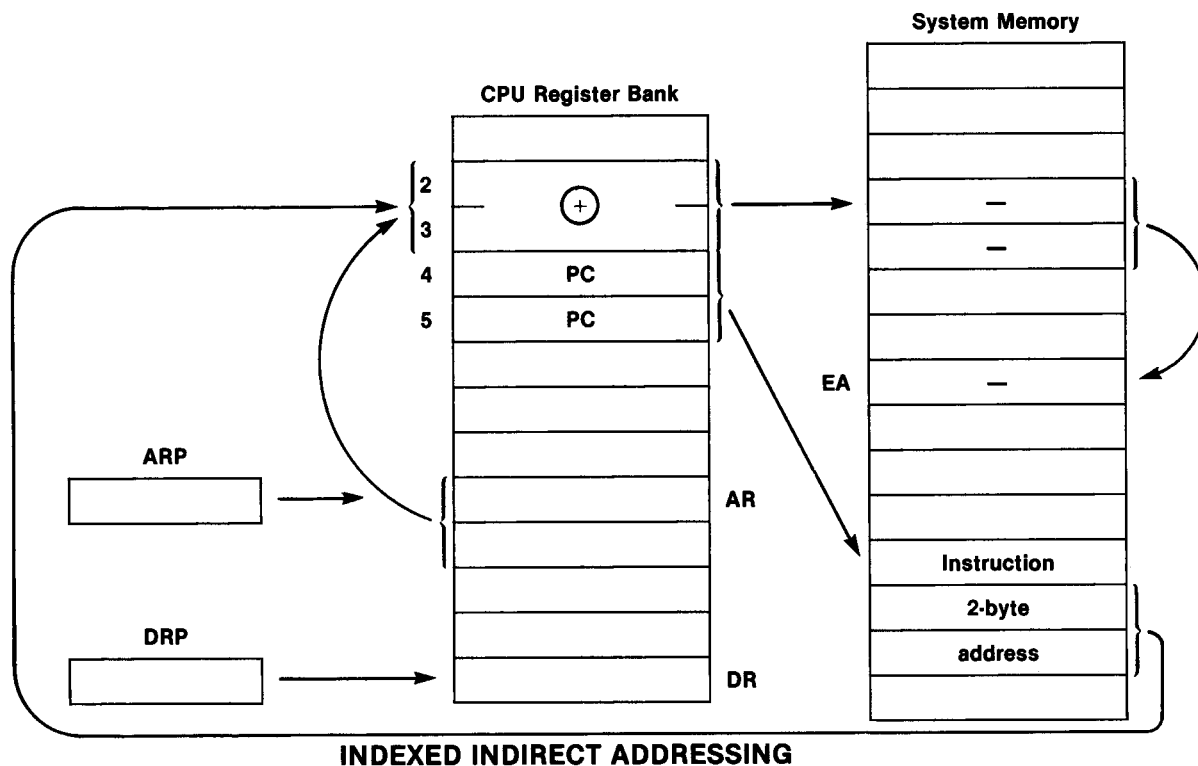 System Memory
CPU Register Bank
2
+
3
4
PC
5
PC
EA
ARP
AR
Instruction
2-byte
address
DRP
DR
INDEXED INDIRECT ADDRESSING